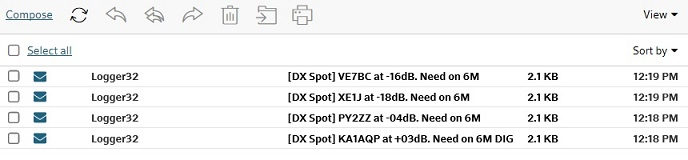 Compose View
Select all Sort by
Logger32 [DX Spot] VE7BC at -16dB. Need on 6M 2.1 KB 12:19 PM
Logger32 [DX Spot] XE1J at -18dB. Need on 6M 2.1 KB 12:19 PM
Logger32 [DX Spot] PY2ZZ at -04dB. Need on 6M 2.1 KB 12:18 PM
Logger32 [DX Spot] KA1AQP at +03dB. Need on 6M DIG 2.1 KB 12:18 PM